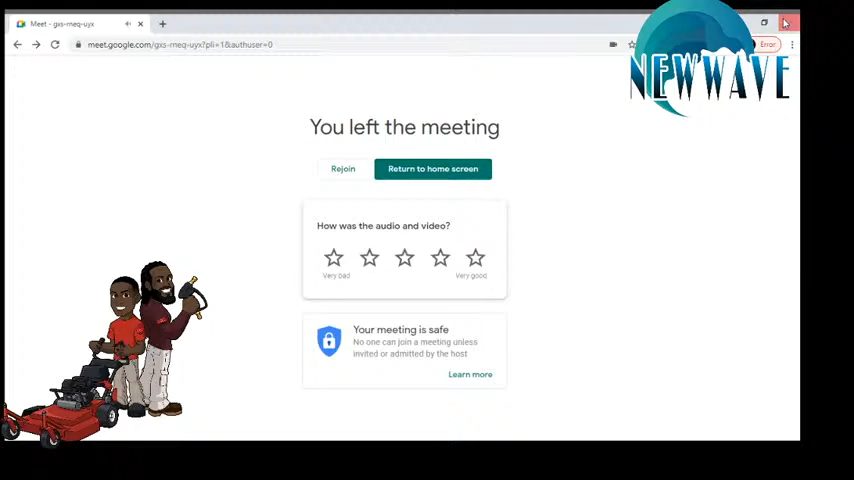 Meet - gxs-meq-uyx
meet.google.com/gxs-meq-uyx?pli=1&authuser=0
Error
NEWWAVE
You left the meeting
Rejoin
Return to home screen
How was the audio and video?
Very bad
Very good
Your meeting is safe
No one can join a meeting unless
invited or admitted by the host
Learn more